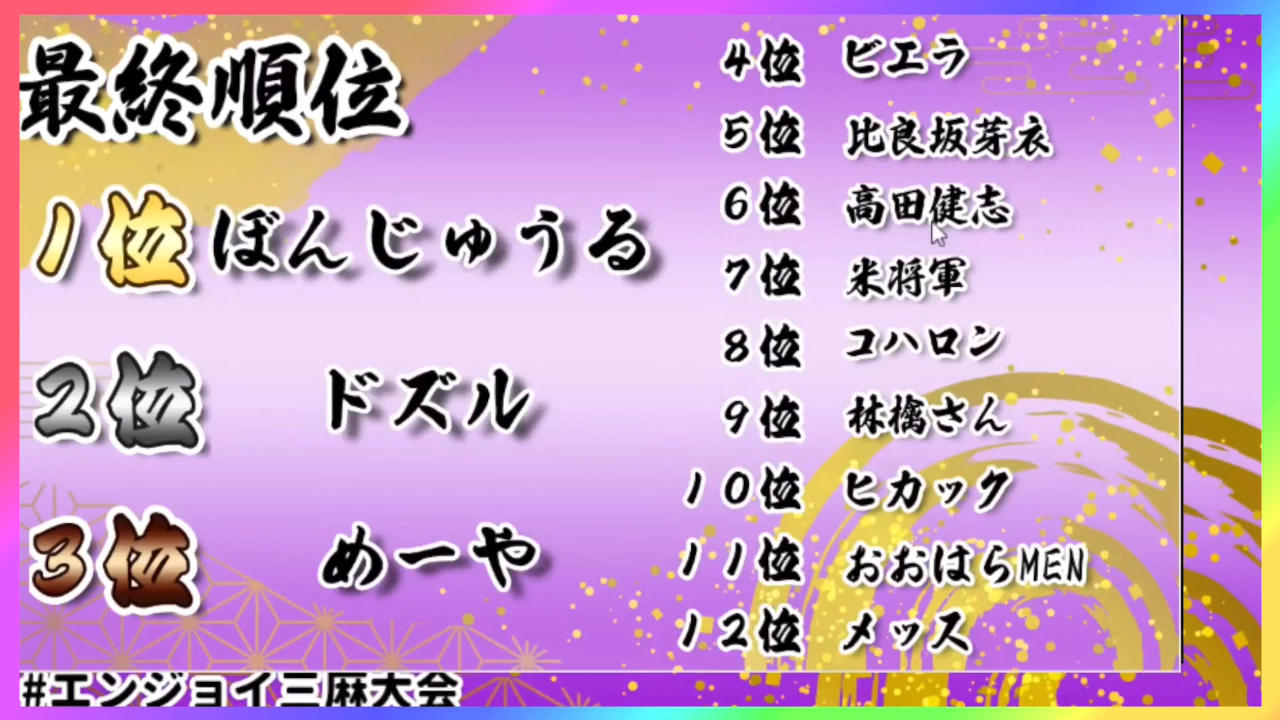 最終順位
1位 ぼんじゅうる
2位 ドズル
3位 めーや
4位 ビエラ
5位 比良坂芽衣
6位 高田健志
7位 米将軍
8位 コハロン
9位 林檎さん
10位 ヒカック
11位 おおはらMEN
12位 メッス
#エンジョイ三麻大会